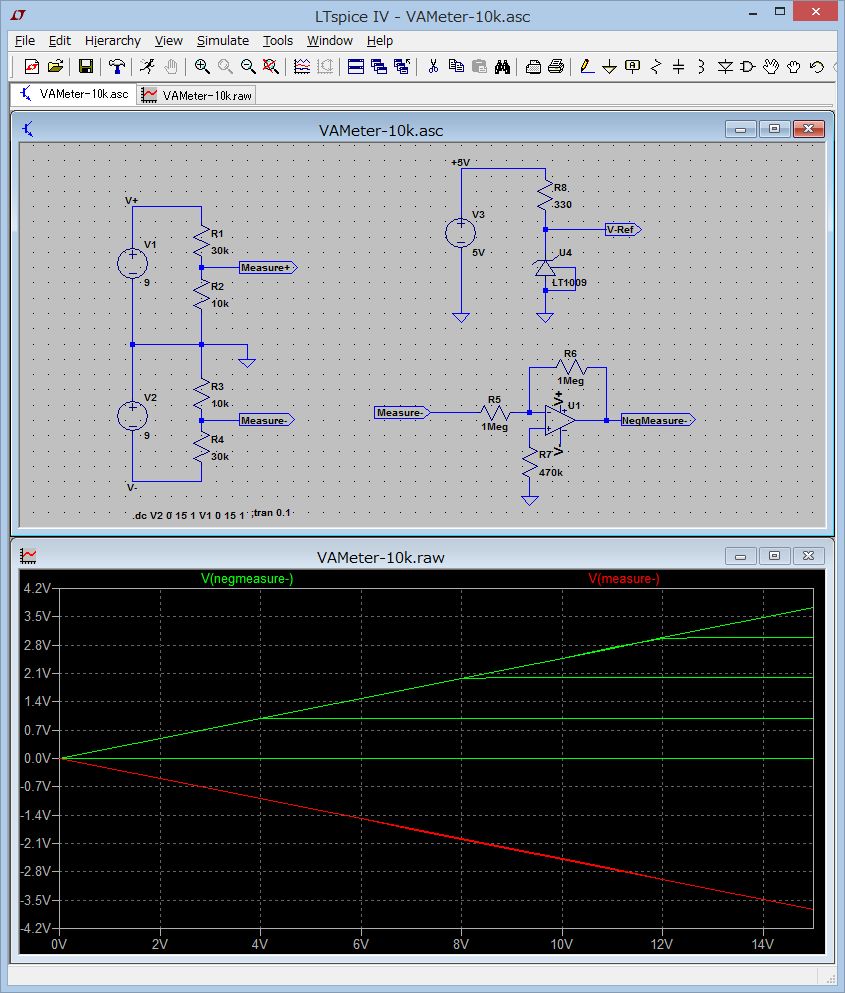 LTspice IV - VAMeter-10k.asc
File Edit Hierarchy View Simulate Tools Window Help
VAMeter-10k.asc VAMeter-10k.raw
VAMeter-10k.asc
+5V
R8
330
V+
V3
V-Ref
R1
V1
30k
5V
U4
Measure+
LT1009
9
R2
10k
R6
1Meg
R3
V2
10k
R5
V+
U1
Measure-
Measure-
NegMeasure-
9
1Meg
R4
30k
R7
V-
470k
V-
.dc V2 0 15 1 V1 0 15 1 ;tran 0.1
VAMeter-10k.raw
V(negmeasure-) V(measure-)
4.2V
3.5V
2.8V
2.1V
1.4V
0.7V
0.0V
-0.7V
-1.4V
-2.1V
-2.8V
-3.5V
-4.2V
0V 2V 4V 6V 8V 10V 12V 14V